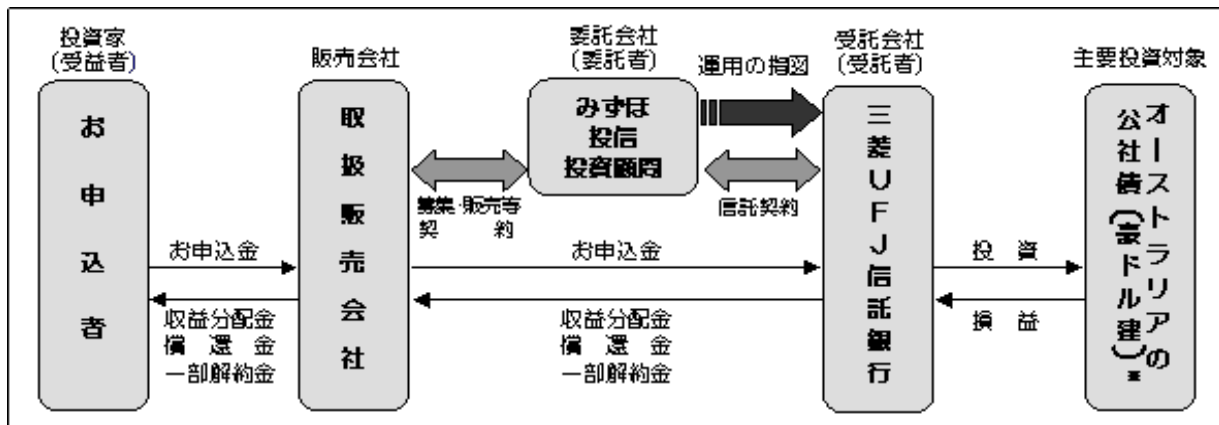 投資家
(受益者)
お申込者
販売会社
取扱販売会社
委託会社
(委託者)
みずほ
投信
投資顧問
運用の指図
受託会社
(受託者)
三菱UFJ信託銀行
主要投資対象
オーストラリアの
公社債(豪ドル建)※
募集・販売等
契約
信託契約
お申込金
収益分配金
償還金
一部解約金
お申込金
収益分配金
償還金
一部解約金
投資
損益